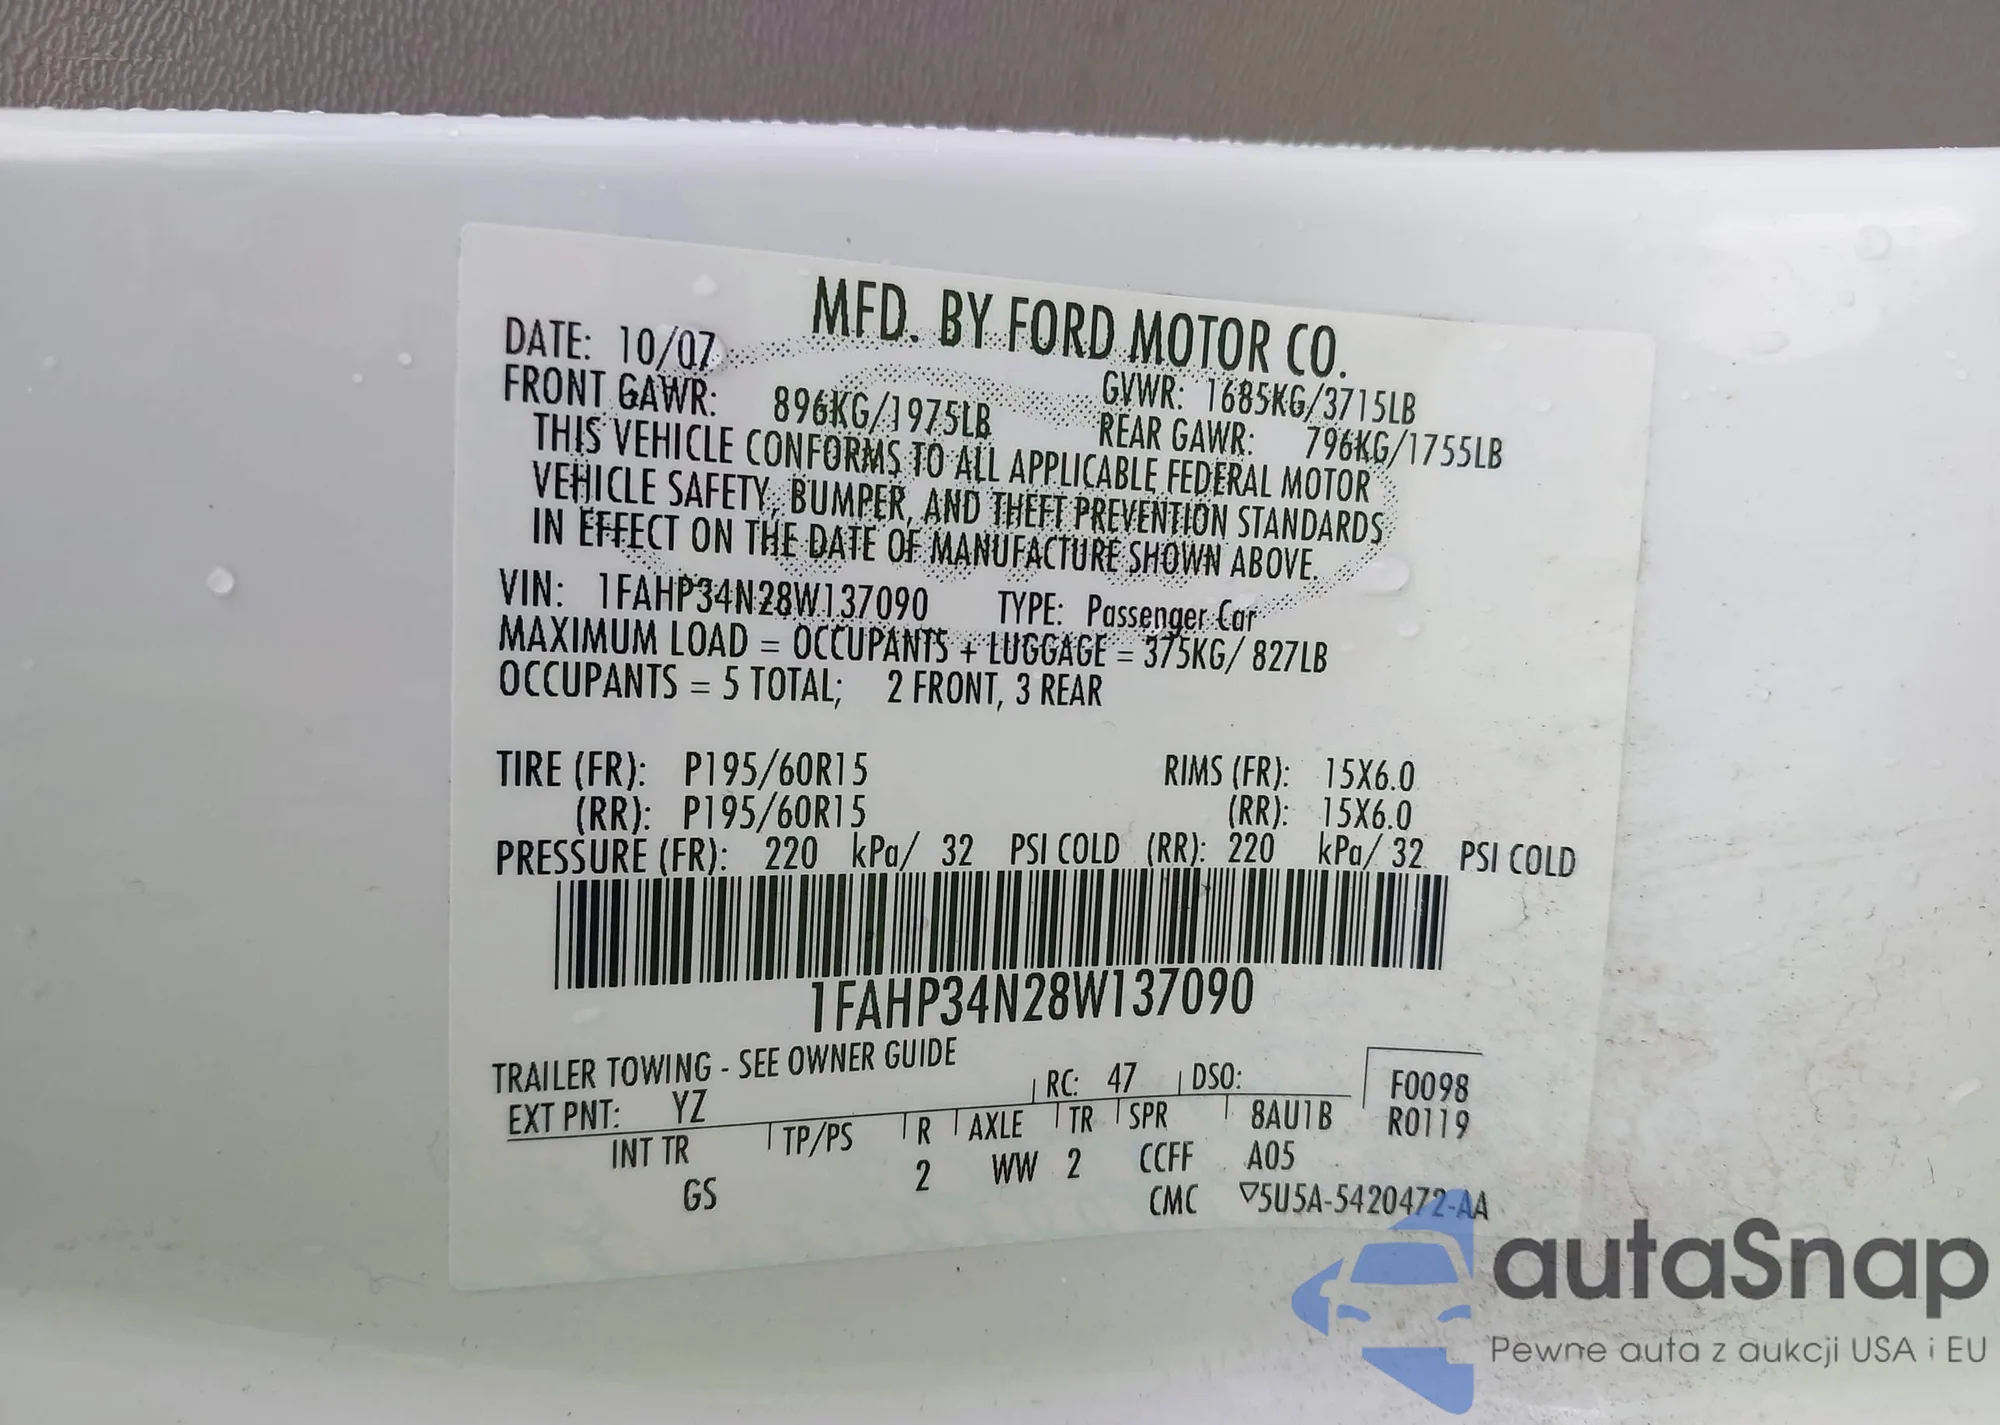 MFD. BY FORD MOTOR CO.
DATE: 10/07
GVWR: 1685KG/3715LB
FRONT GAWR: 896KG/1975LB
REAR GAWR: 796KG/1755LB
THIS VEHICLE CONFORMS TO ALL APPLICABLE FEDERAL MOTOR
VEHICLE SAFETY, BUMPER, AND THEFT PREVENTION STANDARDS
IN EFFECT ON THE DATE OF MANUFACTURE SHOWN ABOVE.
VIN: 1FAHP34N28W137090 TYPE: Passenger Car
MAXIMUM LOAD = OCCUPANTS + LUGGAGE = 375KG/ 827LB
OCCUPANTS = 5 TOTAL; 2 FRONT, 3 REAR
TIRE (FR): P195/60R15 RIMS (FR): 15X6.0
(RR): P195/60R15 (RR): 15X6.0
PRESSURE (FR): 220 kPa/ 32 PSI COLD (RR): 220 kPa/ 32 PSI COLD
1FAHP34N28W137090
TRAILER TOWING - SEE OWNER GUIDE
EXT PNT: YZ RC: 47 DSO: F0098
INT TR TP/PS R AXLE TR SPR 8AU1B R0119
GS 2 WW 2 CCFF A05
CMC ▽5U5A-5420472-AA
autaSnap
Pewne auta z aukcji USA i EU